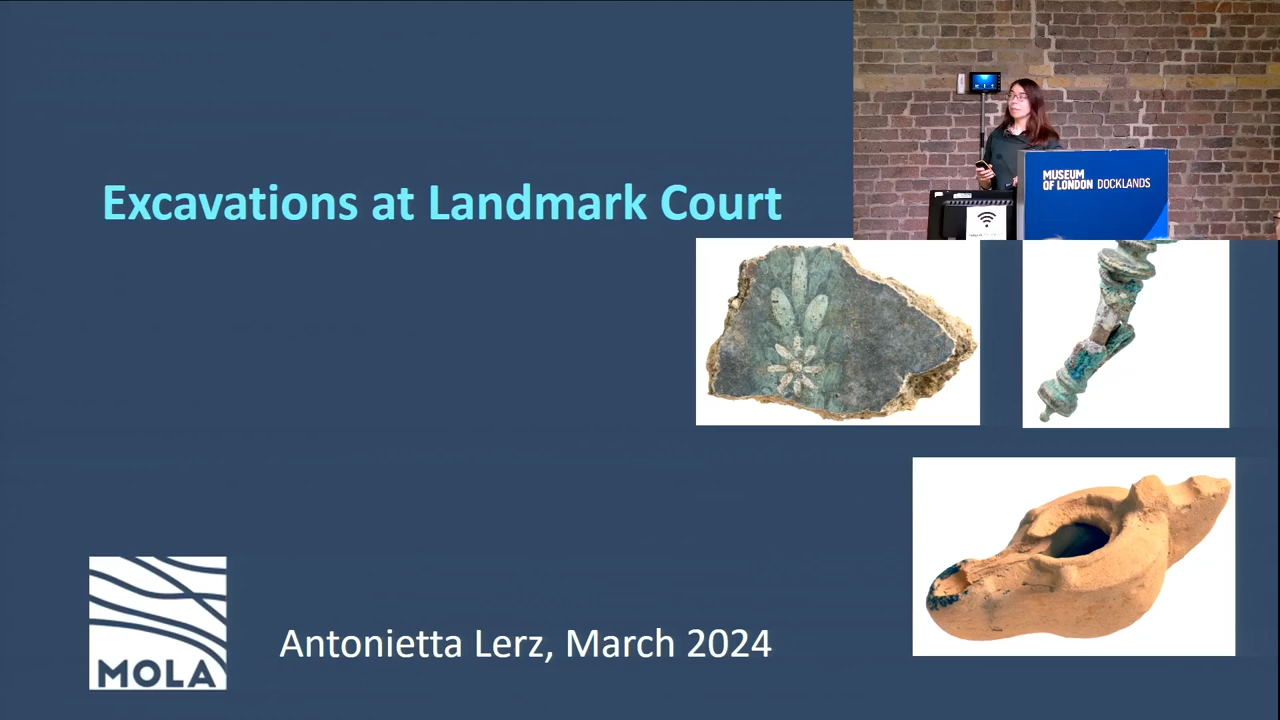 Excavations at Landmark Court
MUSEUM
OF LONDON DOCKLANDS
MOLA
Antonietta Lerz, March 2024